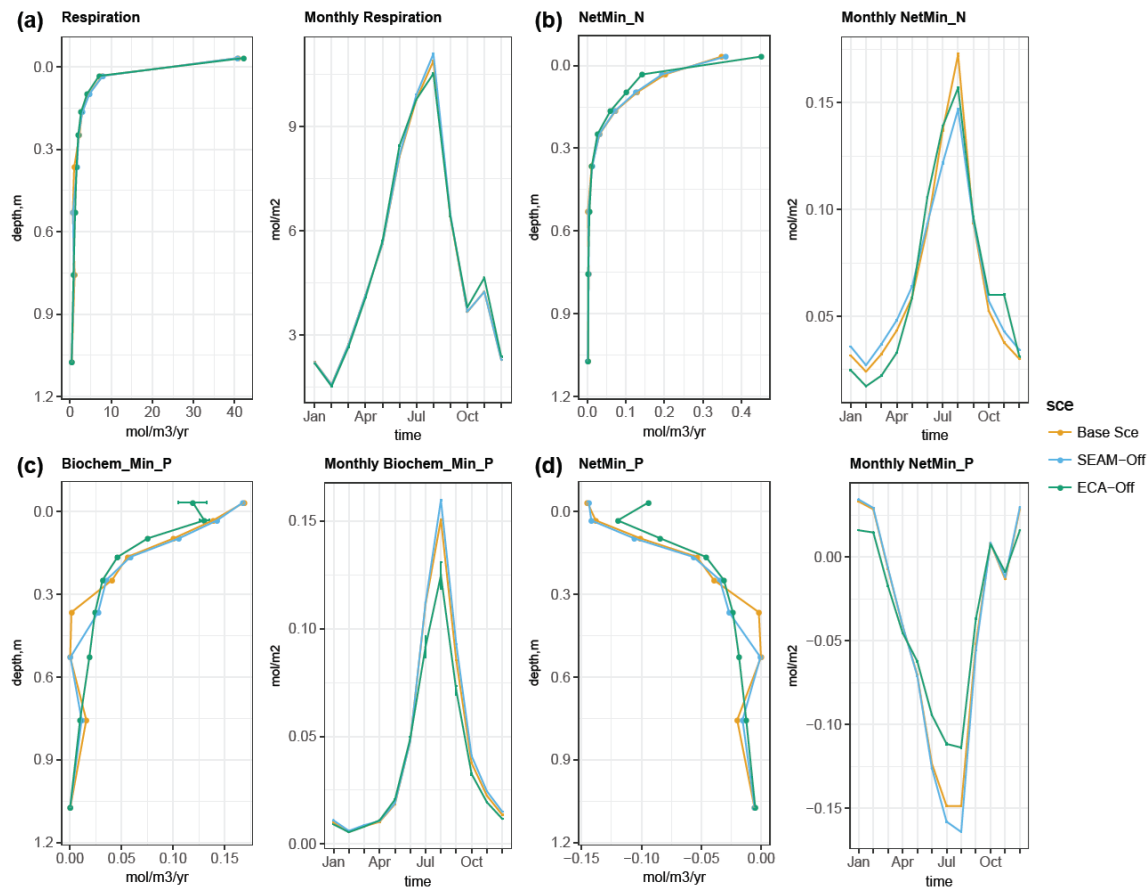 (a) Respiration
Monthly Respiration
(b) NetMin_N
Monthly NetMin_N
0.0
0.3
0.6
0.9
1.2
depth,m
0
10
20
30
40
mol/m3/yr
9
6
3
mol/m2
Jan
Apr
Jul
Oct
time
0.0
0.3
0.6
0.9
1.2
depth,m
0.0
0.1
0.2
0.3
0.4
mol/m3/yr
0.15
0.10
0.05
mol/m2
Jan
Apr
Jul
Oct
time
sce
Base Sce
SEAM-Off
ECA-Off
(c) Biochem_Min_P
Monthly Biochem_Min_P
(d) NetMin_P
Monthly NetMin_P
0.0
0.3
0.6
0.9
1.2
depth,m
0.00
0.05
0.10
0.15
mol/m3/yr
0.15
0.10
0.05
0.00
mol/m2
Jan
Apr
Jul
Oct
time
0.0
0.3
0.6
0.9
1.2
depth,m
−0.15
−0.10
−0.05
0.00
mol/m3/yr
0.00
−0.05
−0.10
−0.15
mol/m2
Jan
Apr
Jul
Oct
time